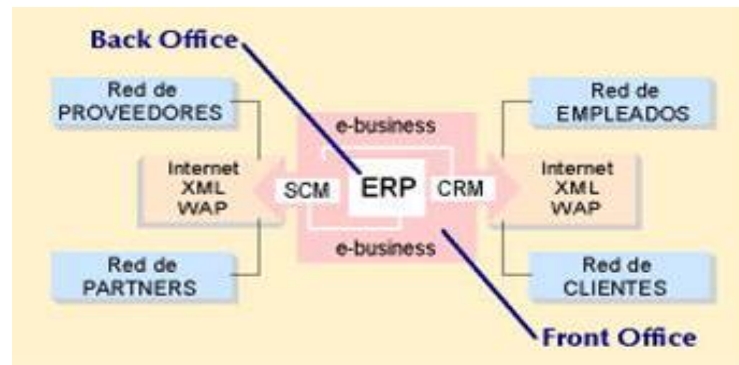 Back Office
Red de
PROVEEDORES
Red de
EMPLEADOS
e-business
Internet
XML
WAP
SCM
ERP
CRM
Internet
XML
WAP
e-business
Red de
PARTNERS
Red de
CLIENTES
Front Office